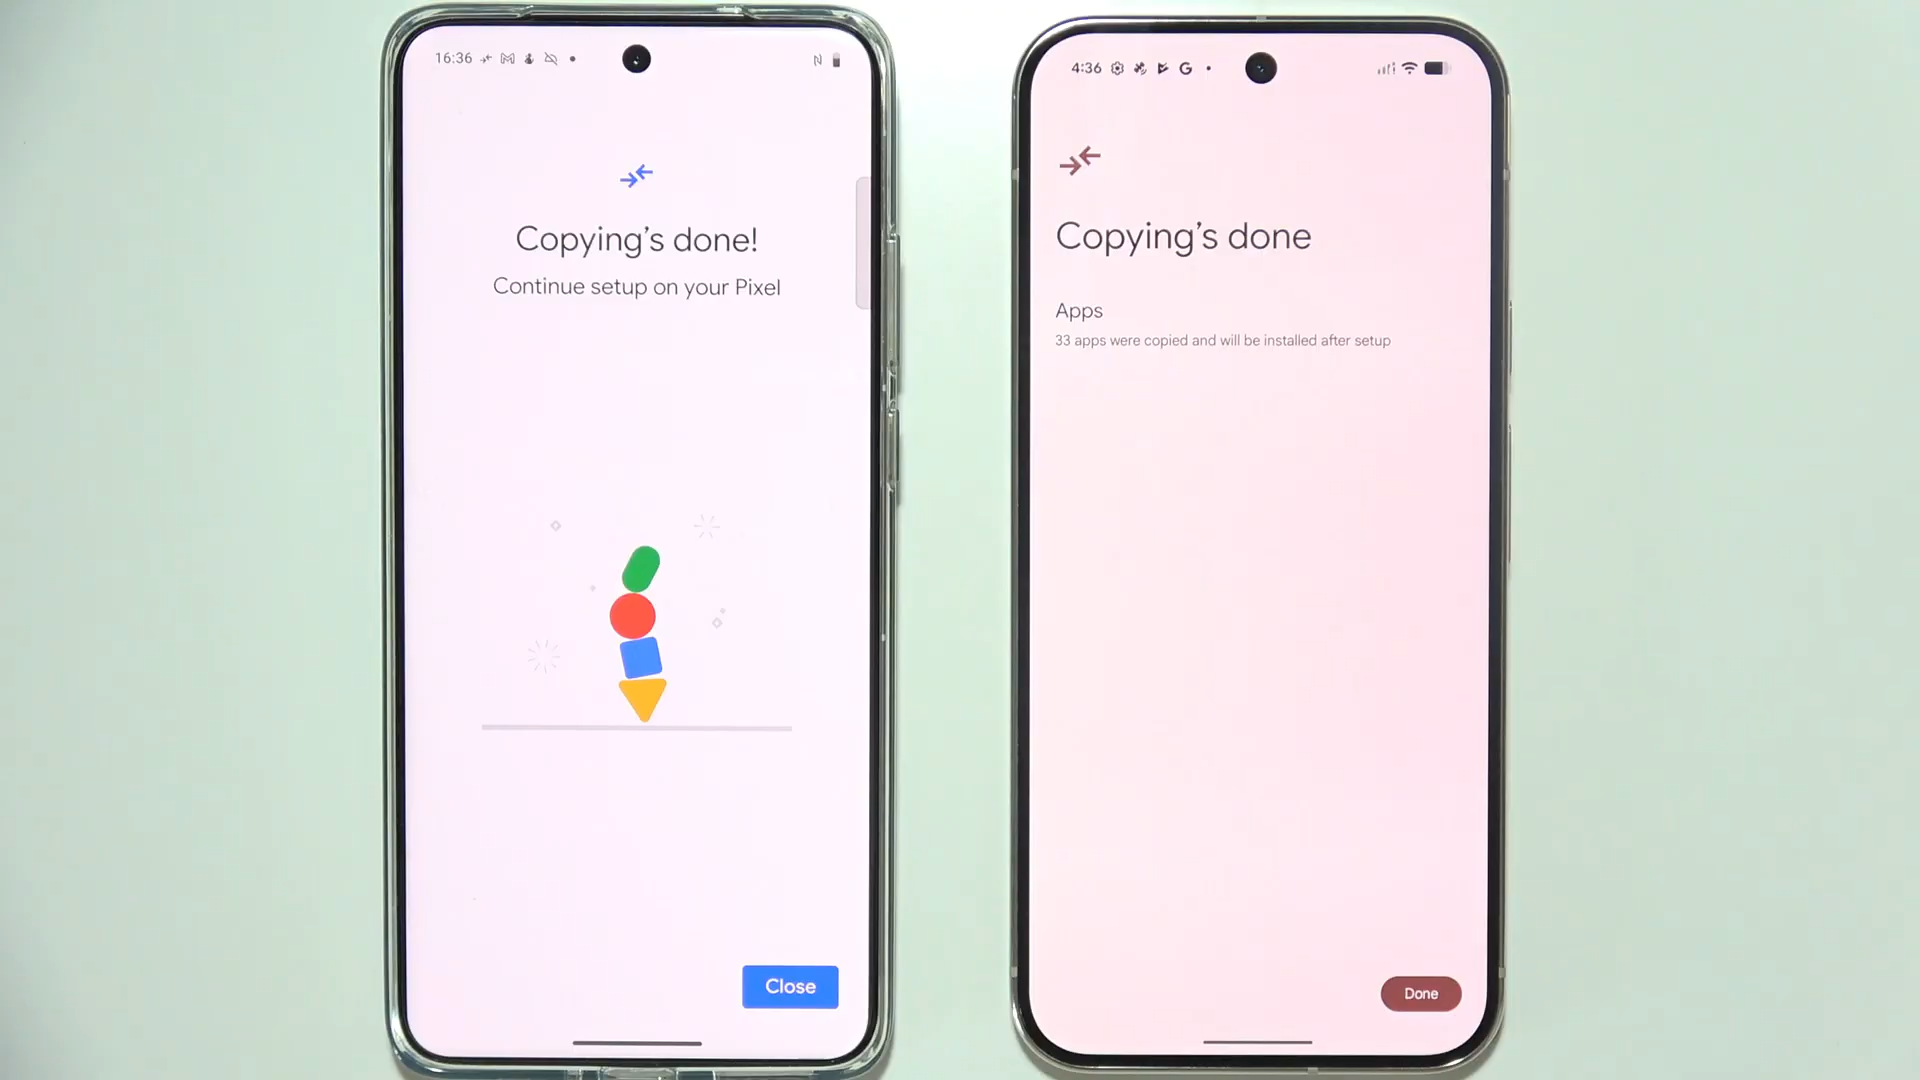 16:36
Copying's done!
Continue setup on your Pixel
Close
4:36
Copying's done
Apps
33 apps were copied and will be installed after setup
Done